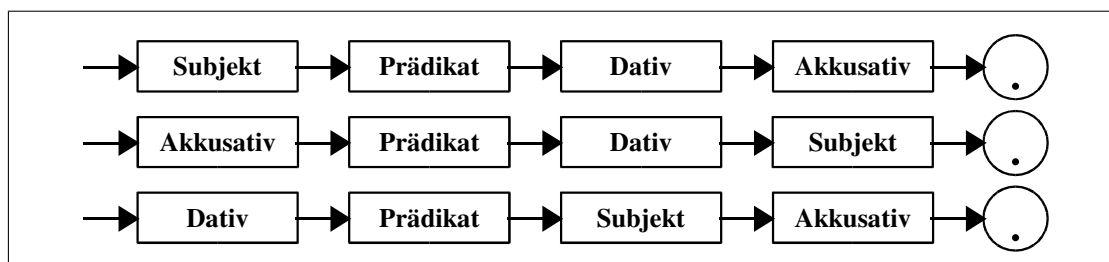 Subjekt Prädikat Dativ Akkusativ .
Akkusativ Prädikat Dativ Subjekt .
Dativ Prädikat Subjekt Akkusativ .